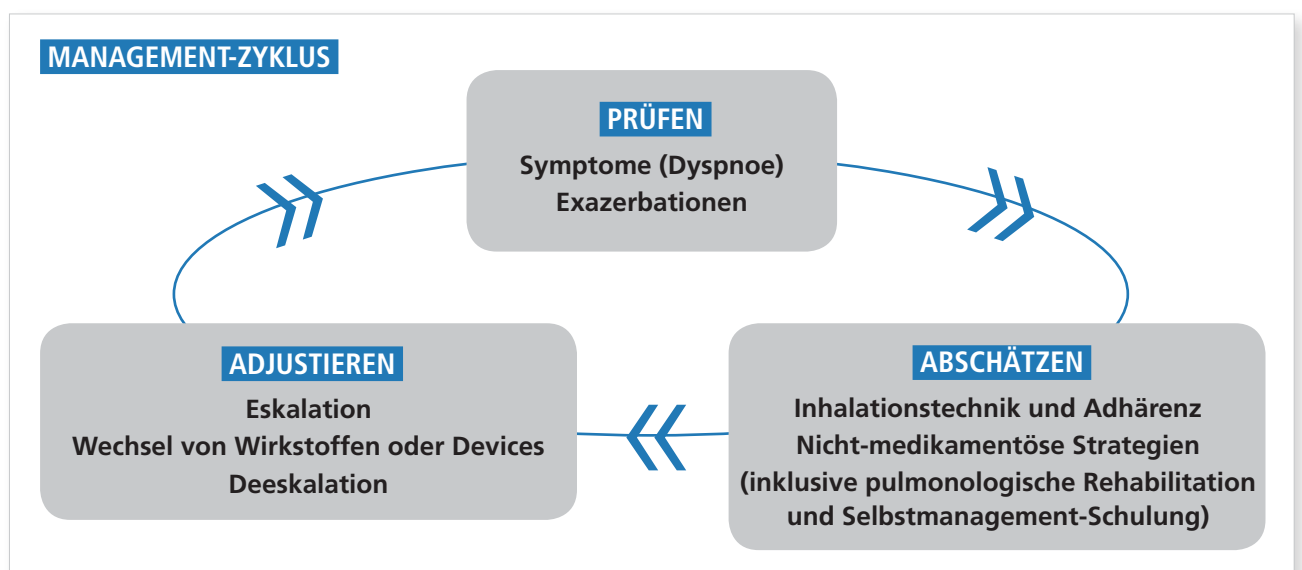 MANAGEMENT-ZYKLUS
PRÜFEN
Symptome (Dyspnoe)
Exazerbationen
ADJUSTIEREN
Eskalation
Wechsel von Wirkstoffen oder Devices
Deeskalation
ABSCHÄTZEN
Inhalationstechnik und Adhärenz
Nicht-medikamentöse Strategien
(inklusive pulmonologische Rehabilitation
und Selbstmanagement-Schulung)